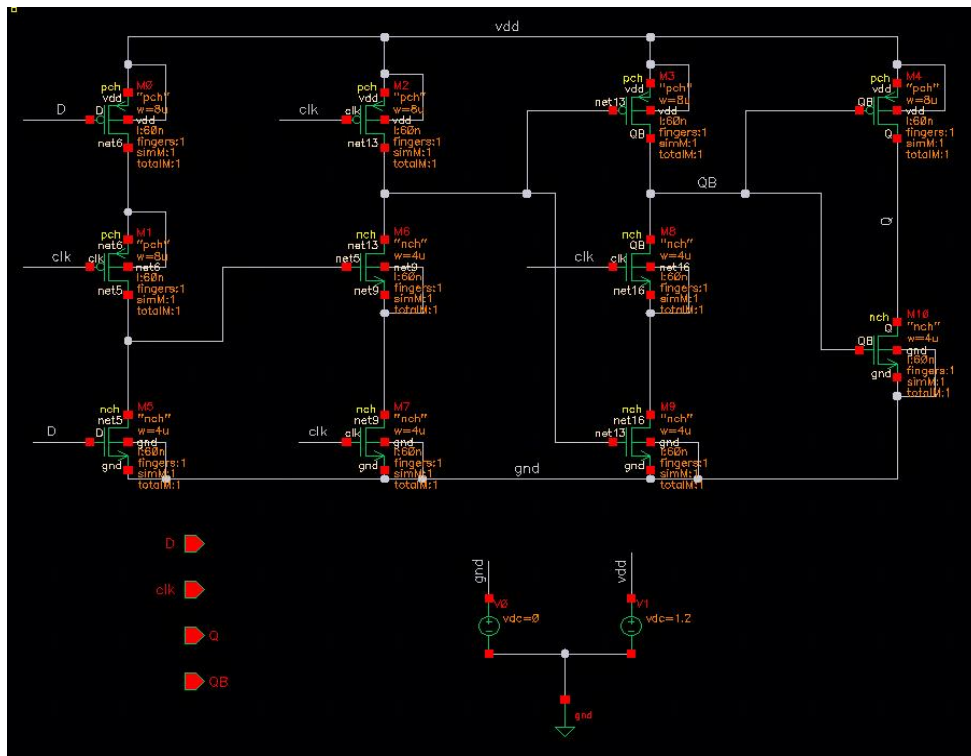 vdd
pch
vdd
M0
"pch"
w=8u
D
D
vdd
l:60n
fingers:1
simM:1
totalM:1
net6
pch
vdd
M2
"pch"
w=8u
clk
clk
vdd
l:60n
fingers:1
simM:1
totalM:1
net13
pch
vdd
M3
"pch"
w=8u
net13
vdd
l:60n
fingers:1
simM:1
totalM:1
QB
pch
vdd
M4
"pch"
w=8u
QB
vdd
l:60n
fingers:1
simM:1
totalM:1
Q
QB
Q
pch
net6
M1
"pch"
w=8u
clk
clk
net6
l:60n
fingers:1
simM:1
totalM:1
net5
nch
net13
M6
"nch"
w=4u
net5
net9
l:60n
fingers:1
simM:1
totalM:1
net9
nch
QB
M8
"nch"
w=4u
clk
clk
net16
l:60n
fingers:1
simM:1
totalM:1
net16
nch
Q
M10
"nch"
w=4u
QB
gnd
l:60n
fingers:1
simM:1
totalM:1
gnd
nch
net5
M5
"nch"
w=4u
D
D
gnd
l:60n
fingers:1
simM:1
totalM:1
gnd
nch
net9
M7
"nch"
w=4u
clk
clk
gnd
l:60n
fingers:1
simM:1
totalM:1
gnd
nch
net16
M9
"nch"
w=4u
net13
gnd
l:60n
fingers:1
simM:1
totalM:1
gnd
gnd
D
clk
Q
QB
gnd
V0
vdc=0
vdd
V1
vdc=1.2
gnd